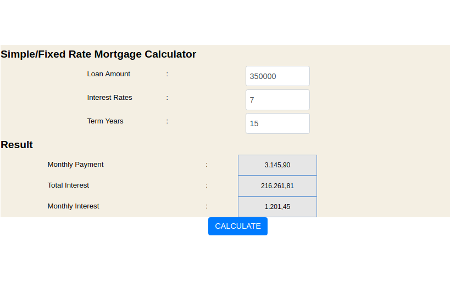 Simple/Fixed Rate Mortgage Calculator
Loan Amount : 350000
Interest Rates : 7
Term Years : 15
Result
Monthly Payment : 3.145,90
Total Interest : 216.261,81
Monthly Interest : 1.201,45
CALCULATE